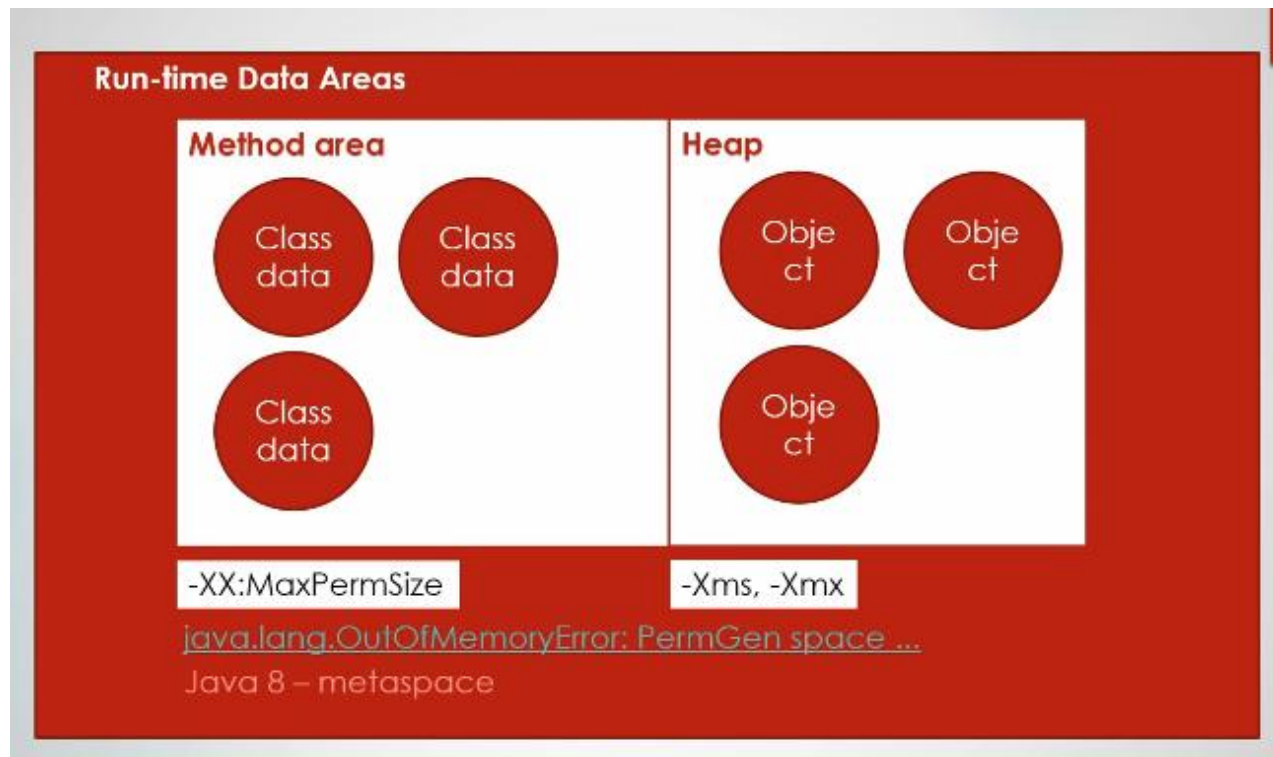 Run-time Data Areas
Method area
Class
data
Class
data
Class
data
Heap
Obje
ct
Obje
ct
Obje
ct
-XX:MaxPermSize
-Xms, -Xmx
java.lang.OutOfMemoryError: PermGen space ...
Java 8 – metaspace